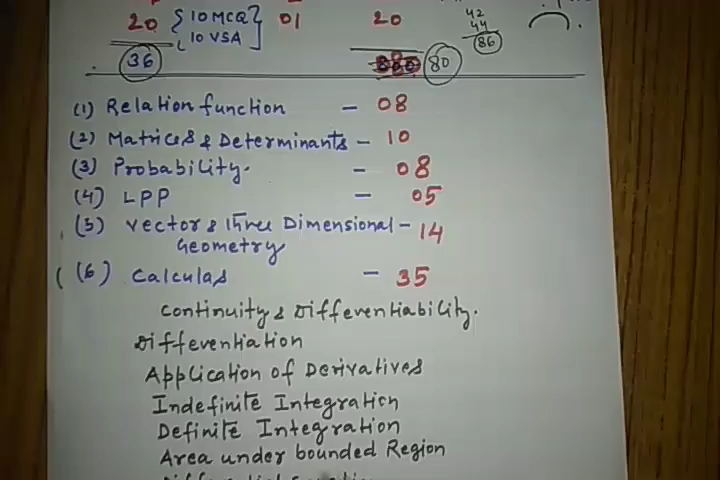 20 { 10 MCQ 10 VSA ] 01 20
42
44
86
36 80
(1) Relation function - 08
(2) Matrices & Determinants - 10
(3) Probability. - 08
(4) LPP - 05
(5) Vector & Three Dimensional - 14
Geometry
(6) Calculas - 35
Continuity & Differentiability.
Differentiation
Application of Derivatives
Indefinite Integration
Definite Integration
Area under bounded Region